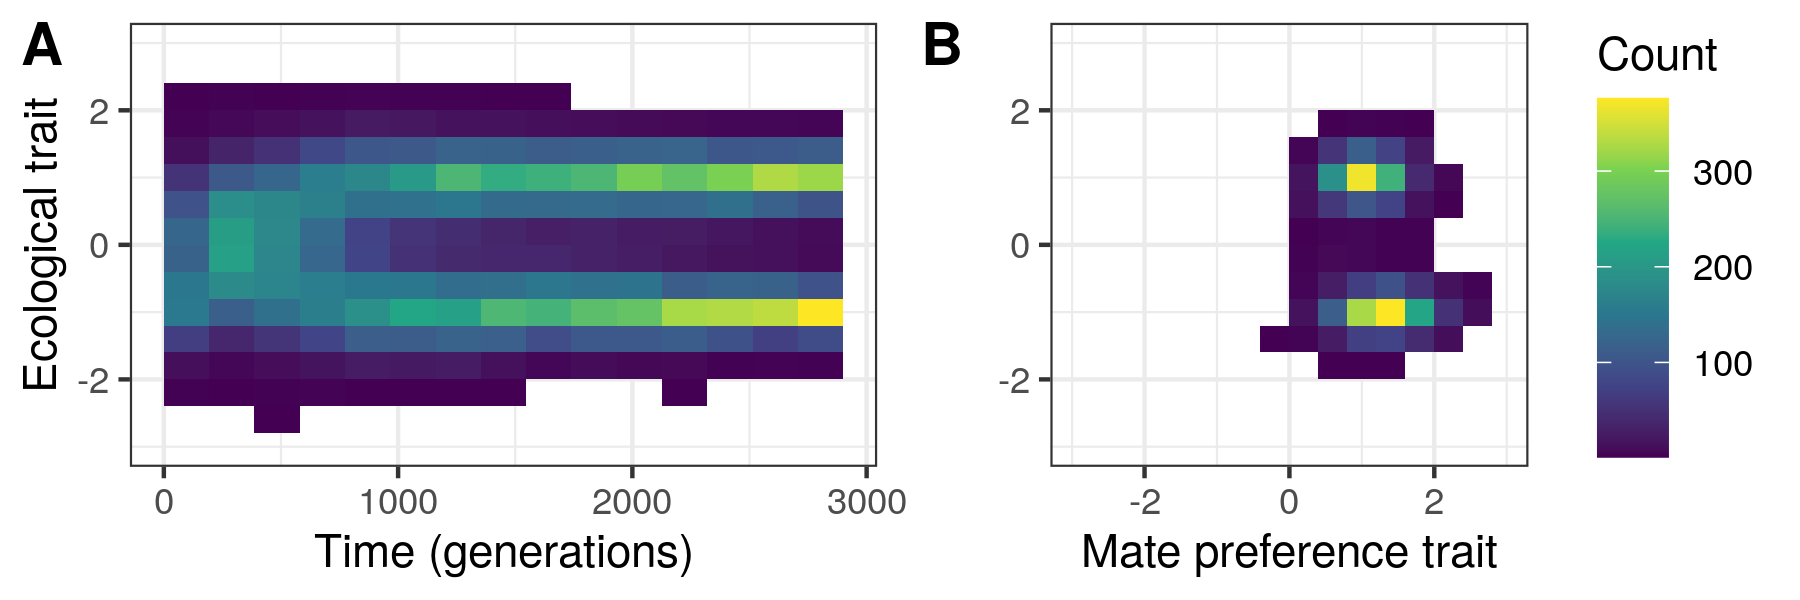 A
Ecological trait
2
0
-2
0 1000 2000 3000
Time (generations)
B
2
0
-2
-2 0 2
Mate preference trait
Count
300
200
100